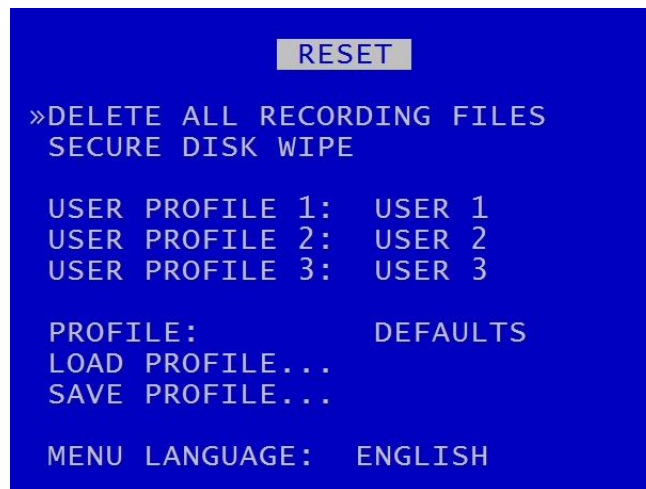 RESET
»DELETE ALL RECORDING FILES
SECURE DISK WIPE
USER PROFILE 1: USER 1
USER PROFILE 2: USER 2
USER PROFILE 3: USER 3
PROFILE: DEFAULTS
LOAD PROFILE...
SAVE PROFILE...
MENU LANGUAGE: ENGLISH